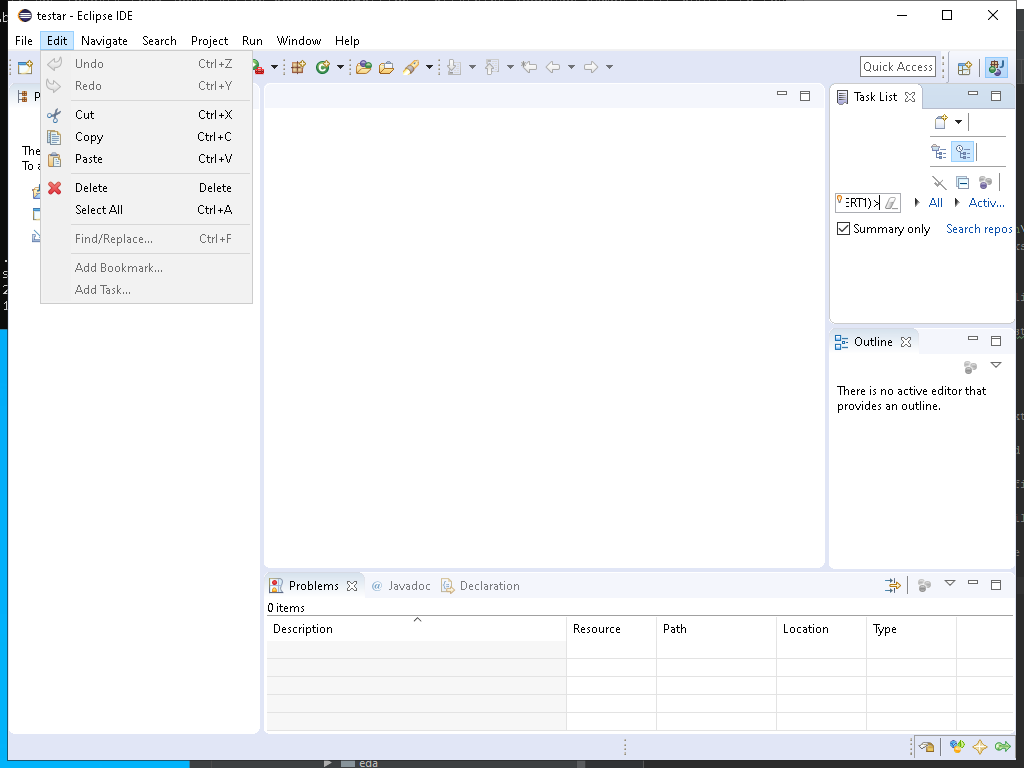 testar - Eclipse IDE
File Edit Navigate Search Project Run Window Help
Undo Ctrl+Z
Redo Ctrl+Y
Cut Ctrl+X
Copy Ctrl+C
Paste Ctrl+V
Delete Delete
Select All Ctrl+A
Find/Replace... Ctrl+F
Add Bookmark...
Add Task...
The
To a
Quick Access
Task List
ERT1)>
All Activ...
Summary only Search repos
Outline
There is no active editor that
provides an outline.
Problems @ Javadoc Declaration
0 items
Description Resource Path Location Type
eda